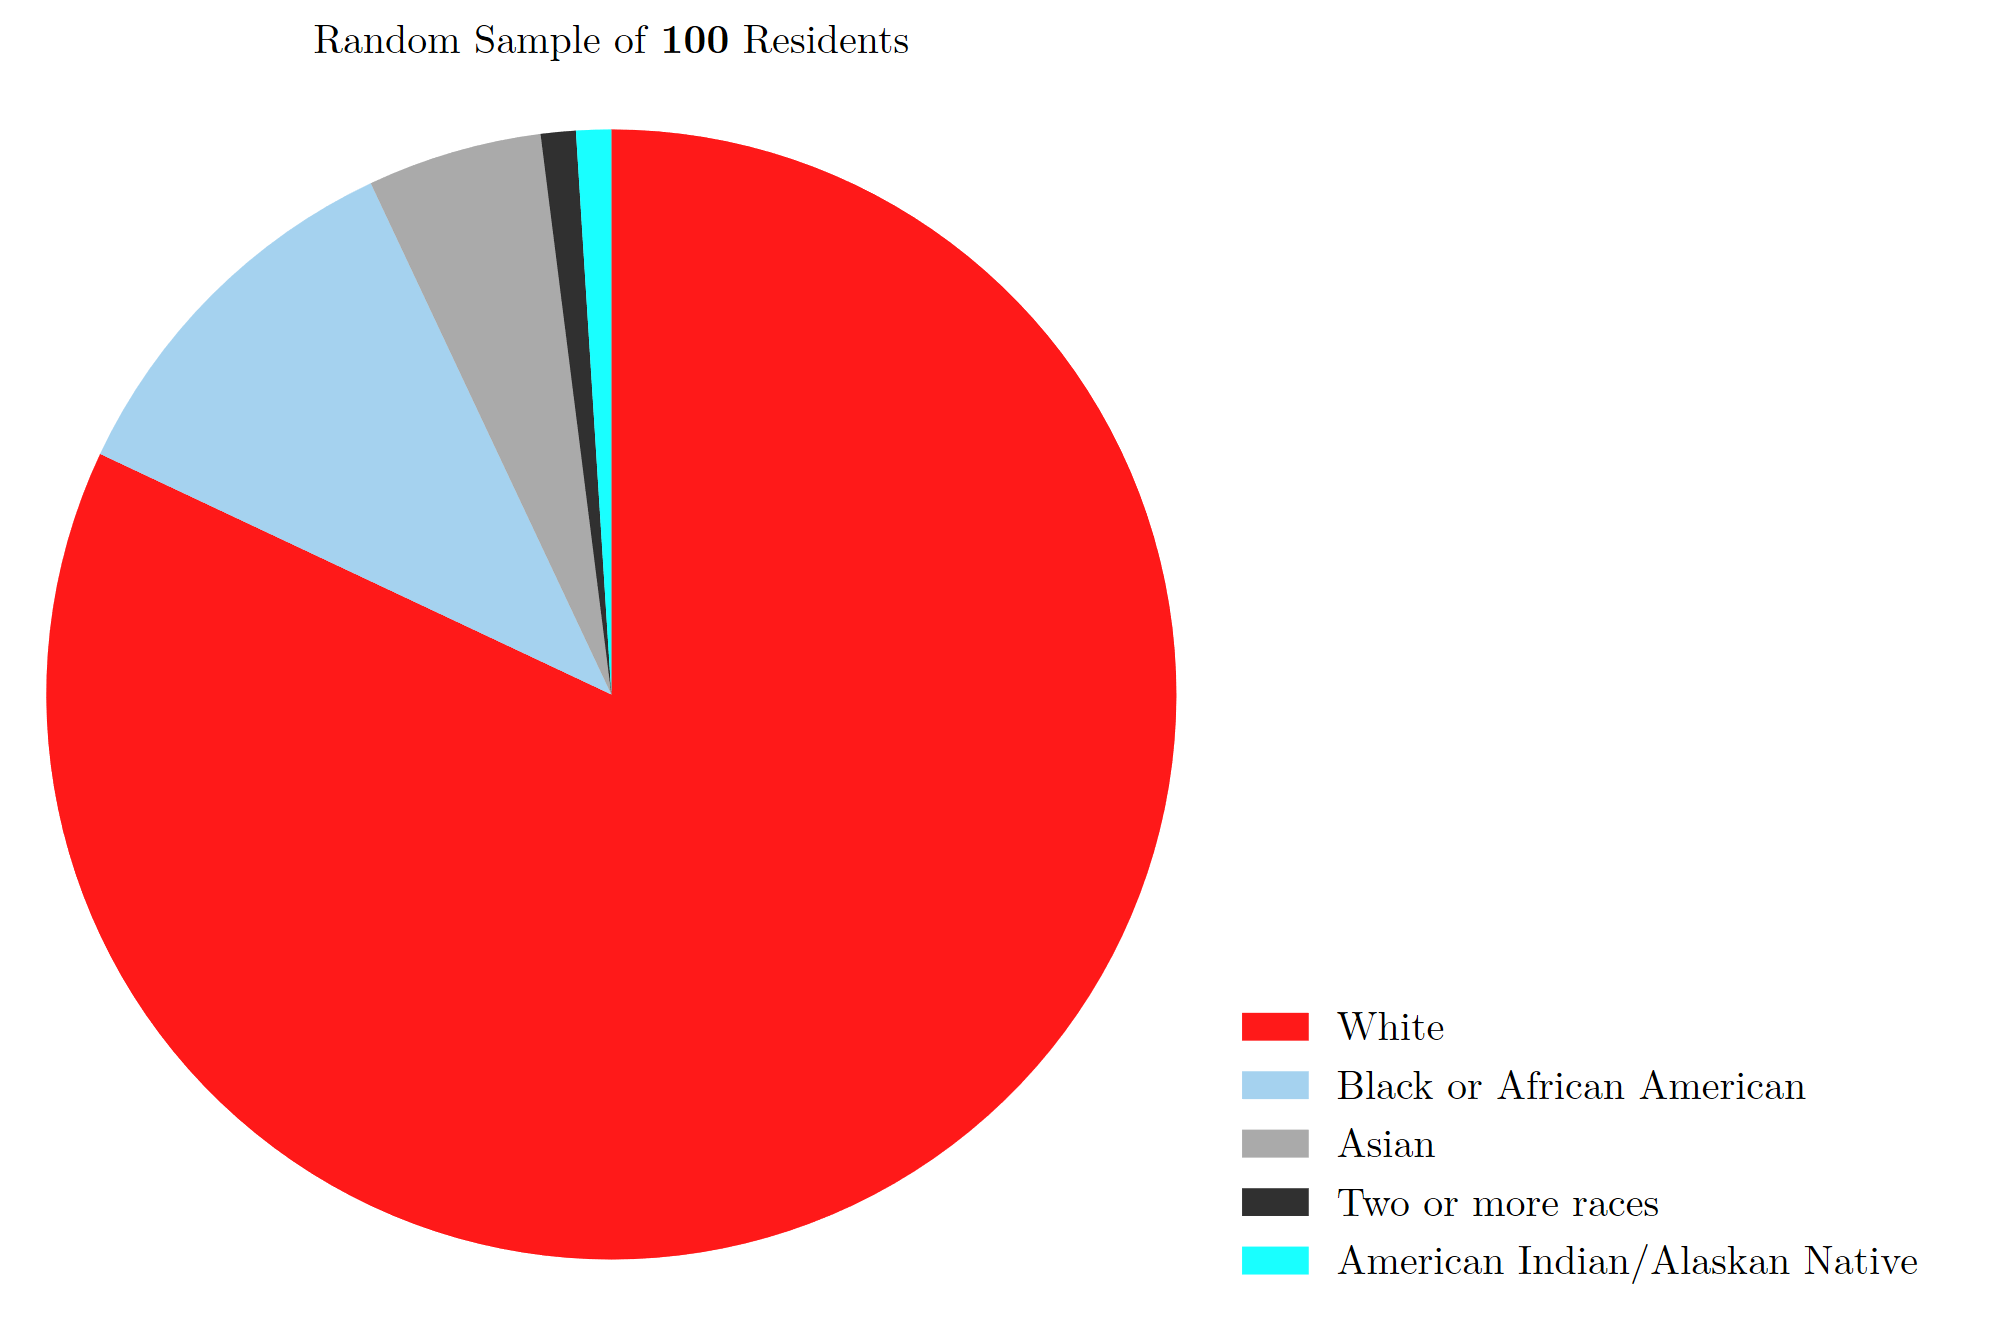 Random Sample of 100 Residents
White
Black or African American
Asian
Two or more races
American Indian/Alaskan Native